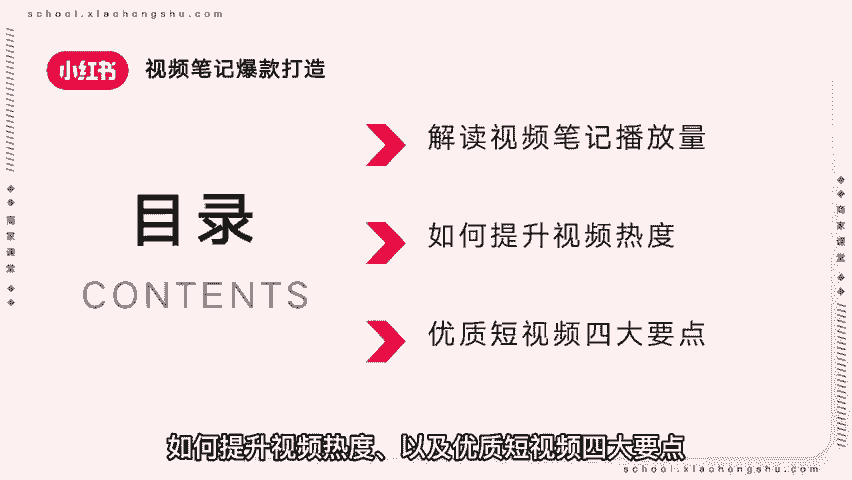 school.xiaohongshu.com
小红书 视频笔记爆款打造
解读视频笔记播放量
目录
如何提升视频热度
CONTENTS
优质短视频四大要点
商家课堂
商家课堂
如何提升视频热度、以及优质短视频四大要点
school.xiaohongshu.com